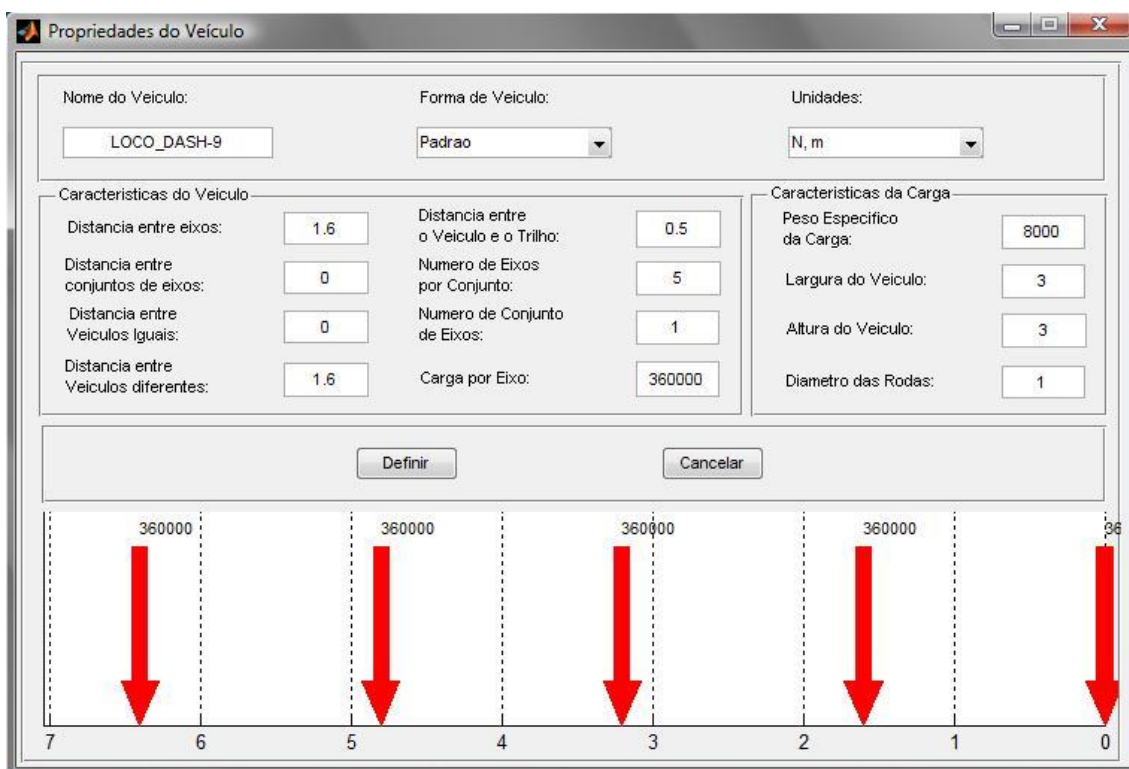 Propriedades do Veículo
Nome do Veiculo:
LOCO_DASH-9
Forma de Veiculo:
Padrao
Unidades:
N, m
Caracteristicas do Veiculo
Distancia entre eixos:
1.6
Distancia entre
conjuntos de eixos:
0
Distancia entre
Veiculos Iguais:
0
Distancia entre
Veiculos diferentes:
1.6
Distancia entre
o Veiculo e o Trilho:
0.5
Numero de Eixos
por Conjunto:
5
Numero de Conjunto
de Eixos:
1
Carga por Eixo:
360000
Caracteristicas da Carga
Peso Especifico
da Carga:
8000
Largura do Veiculo:
3
Altura do Veiculo:
3
Diametro das Rodas:
1
Definir
Cancelar
360000 360000 360000 360000 36
7 6 5 4 3 2 1 0